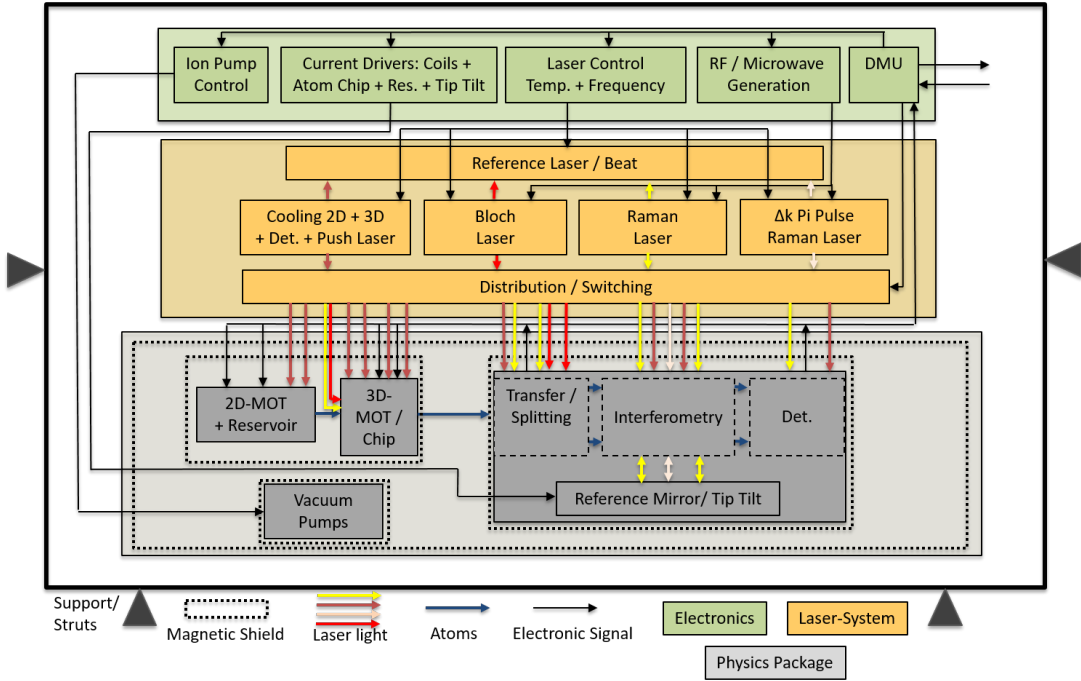 Ion Pump
Control
Current Drivers: Coils +
Atom Chip + Res. + Tip Tilt
Laser Control
Temp. + Frequency
RF / Microwave
Generation
DMU
Reference Laser / Beat
Cooling 2D + 3D
+ Det. + Push Laser
Bloch
Laser
Raman
Laser
Δk Pi Pulse
Raman Laser
Distribution / Switching
2D-MOT
+ Reservoir
3D-
MOT /
Chip
Transfer /
Splitting
Interferometry
Det.
Reference Mirror/ Tip Tilt
Vacuum
Pumps
Support/
Struts
Magnetic Shield
Laser light
Atoms
Electronic Signal
Electronics
Laser-System
Physics Package